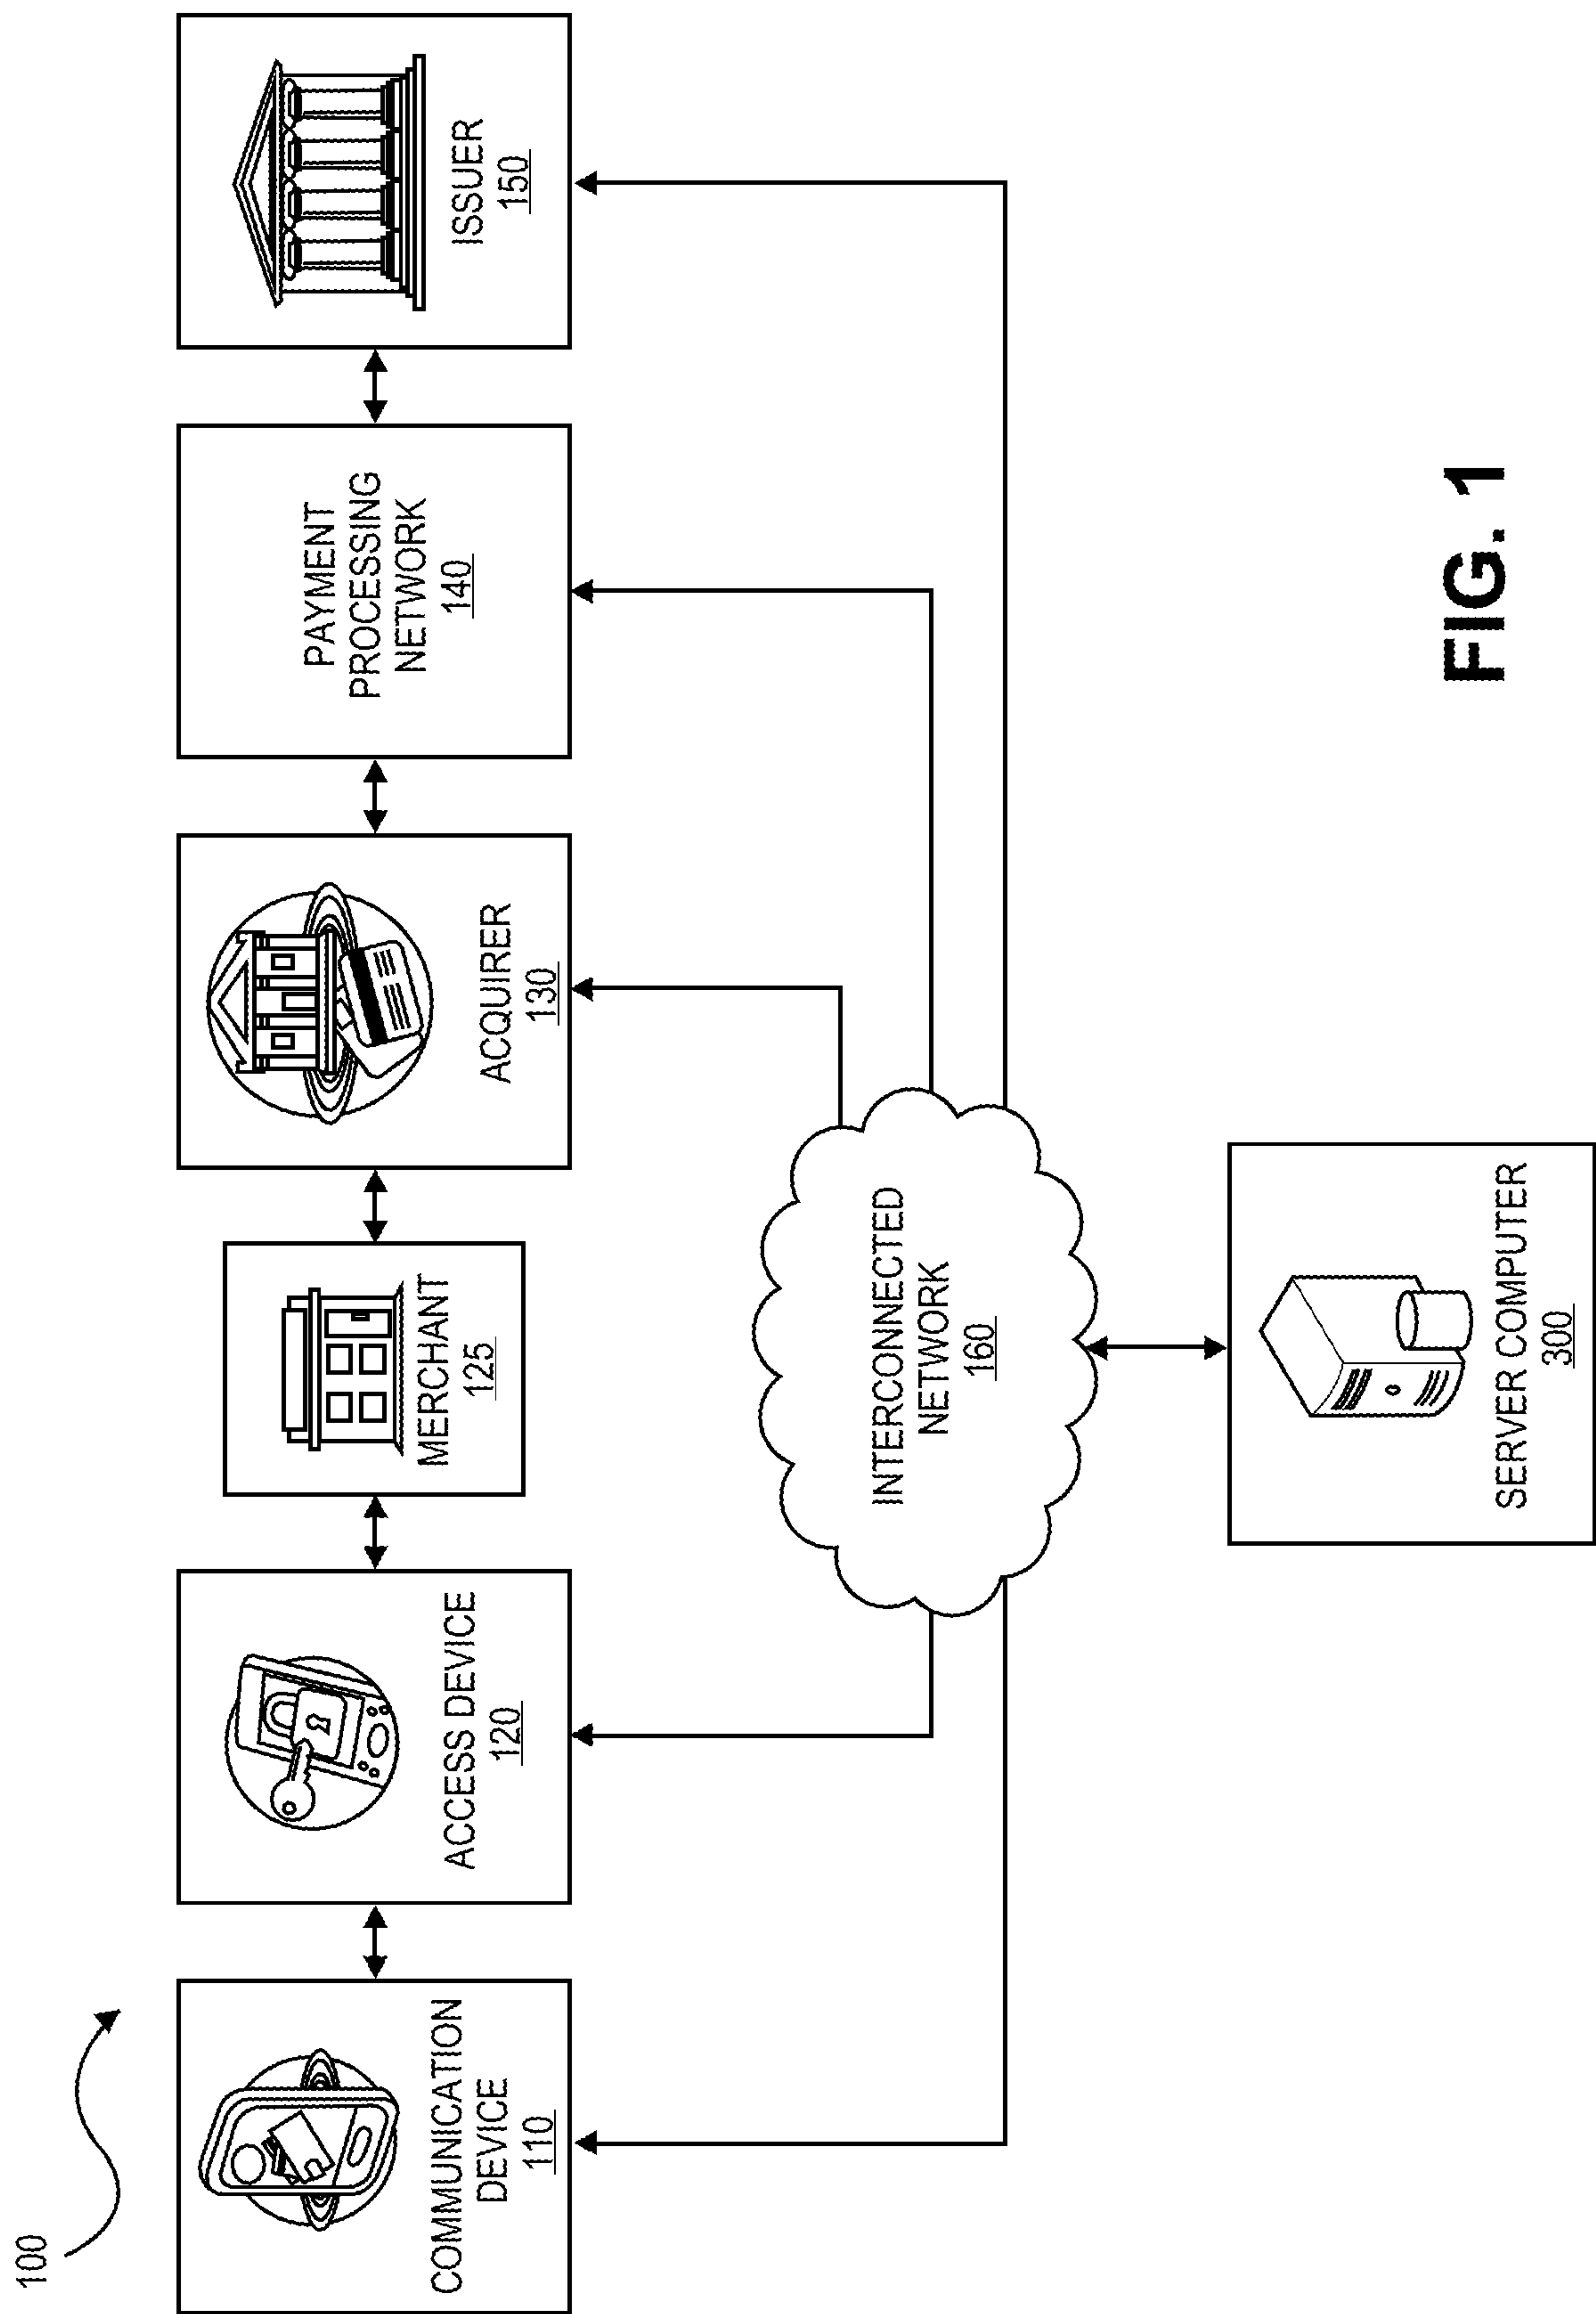 100
COMMUNICATION
DEVICE
110
ACCESS DEVICE
120
MERCHANT
125
ACQUIRER
130
PAYMENT
PROCESSING
NETWORK
140
ISSUER
150
INTERCONNECTED
NETWORK
160
SERVER COMPUTER
300
FIG. 1